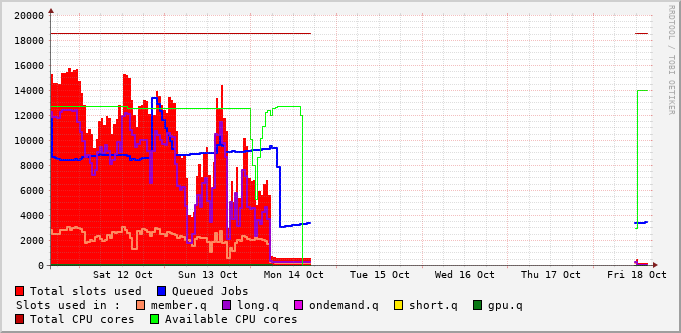 20000
18000
16000
14000
12000
10000
8000
6000
4000
2000
0
Sat 12 Oct Sun 13 Oct Mon 14 Oct Tue 15 Oct Wed 16 Oct Thu 17 Oct Fri 18 Oct
RRDTOOL / TOBI OETIKER
Total slots used Queued Jobs
Slots used in : member.q long.q ondemand.q short.q gpu.q
Total CPU cores Available CPU cores